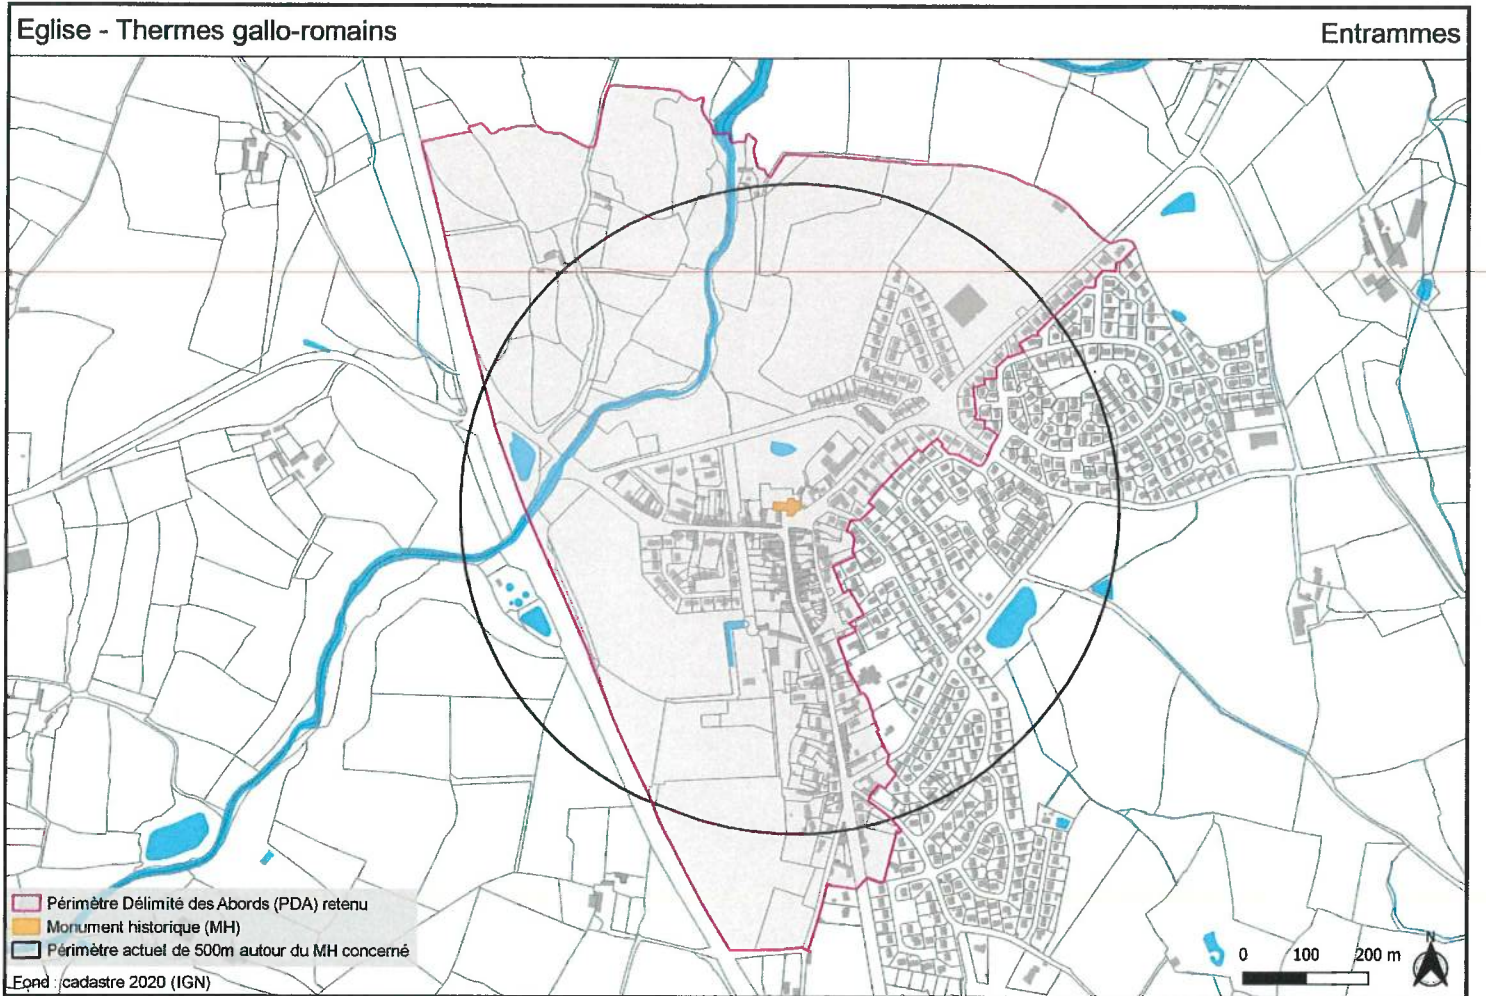 Eglise - Thermes gallo-romains
Entrammes
Périmètre Délimité des Abords (PDA) retenu
Monument historique (MH)
Périmètre actuel de 500m autour du MH concerné
Fond : cadastre 2020 (IGN)
0 100 200 m
N